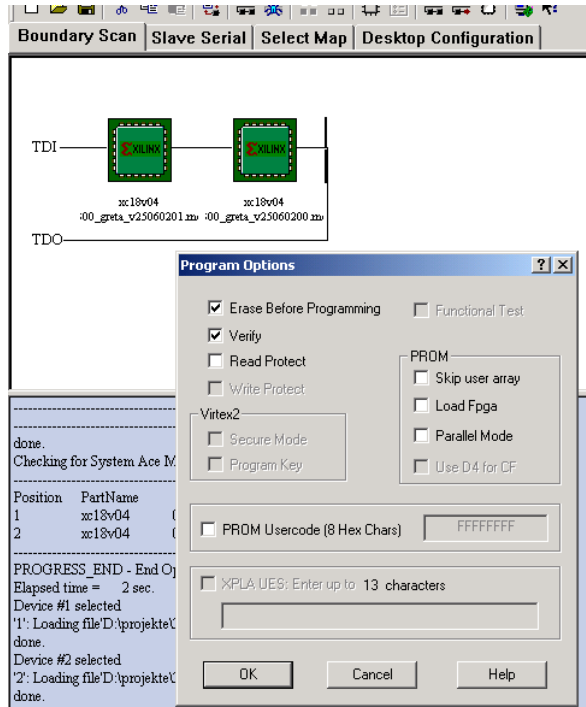 Boundary Scan Slave Serial Select Map Desktop Configuration
TDI
XILINX XILINX
xc18v04 xc18v04
00_greta_v25060201.m 00_greta_v25060200.m
TDO
Program Options
Erase Before Programming
Functional Test
Verify
Read Protect
Write Protect
PROM
Skip user array
Load Fpga
Parallel Mode
Use D4 for CF
Virtex2
Secure Mode
Program Key
PROM Usercode (8 Hex Chars) FFFFFFFF
XPLA UES: Enter up to 13 characters
OK Cancel Help
done.
Checking for System Ace
Position PartName
1 xc18v04
2 xc18v04
PROGRESS_END - End
Elapsed time = 2 sec.
Device #1 selected
'1': Loading file'D:\projekte\
done.
Device #2 selected
'2': Loading file'D:\projekte\
done.